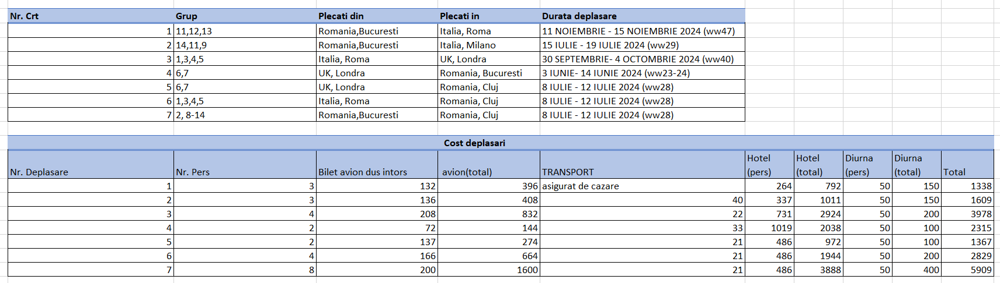 Nr. Crt Grup Plecati din Plecati in Durata deplasare
1 11,12,13 Romania,Bucuresti Italia, Roma 11 NOIEMBRIE - 15 NOIEMBRIE 2024 (ww47)
2 14,11,9 Romania,Bucuresti Italia, Milano 15 IULIE - 19 IULIE 2024 (ww29)
3 1,3,4,5 Italia, Roma UK, Londra 30 SEPTEMBRIE- 4 OCTOMBRIE 2024 (ww40)
4 6,7 UK, Londra Romania, Bucuresti 3 IUNIE- 14 IUNIE 2024 (ww23-24)
5 6,7 UK, Londra Romania, Cluj 8 IULIE - 12 IULIE 2024 (ww28)
6 1,3,4,5 Italia, Roma Romania, Cluj 8 IULIE - 12 IULIE 2024 (ww28)
7 2, 8-14 Romania,Bucuresti Romania, Cluj 8 IULIE - 12 IULIE 2024 (ww28)
Cost deplasari
Hotel Hotel Diurna Diurna
Nr. Deplasare Nr. Pers Bilet avion dus intors avion(total) TRANSPORT (pers) (total) (pers) (total) Total
1 3 132 396 asigurat de cazare 264 792 50 150 1338
2 3 136 408 40 337 1011 50 150 1609
3 4 208 832 22 731 2924 50 200 3978
4 2 72 144 33 1019 2038 50 100 2315
5 2 137 274 21 486 972 50 100 1367
6 4 166 664 21 486 1944 50 200 2829
7 8 200 1600 21 486 3888 50 400 5909